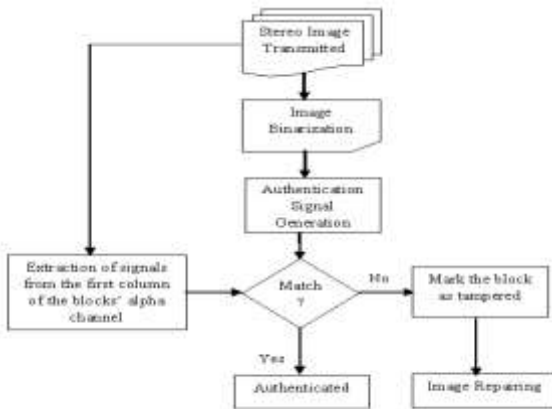 Stereo Image
Transmitted
Image
Binarization
Authentication
Signal
Generation
Extraction of signals
from the first column
of the blocks' alpha
channel
Match
?
No
Mark the block
as tampered
Yes
Authenticated
Image Repairing